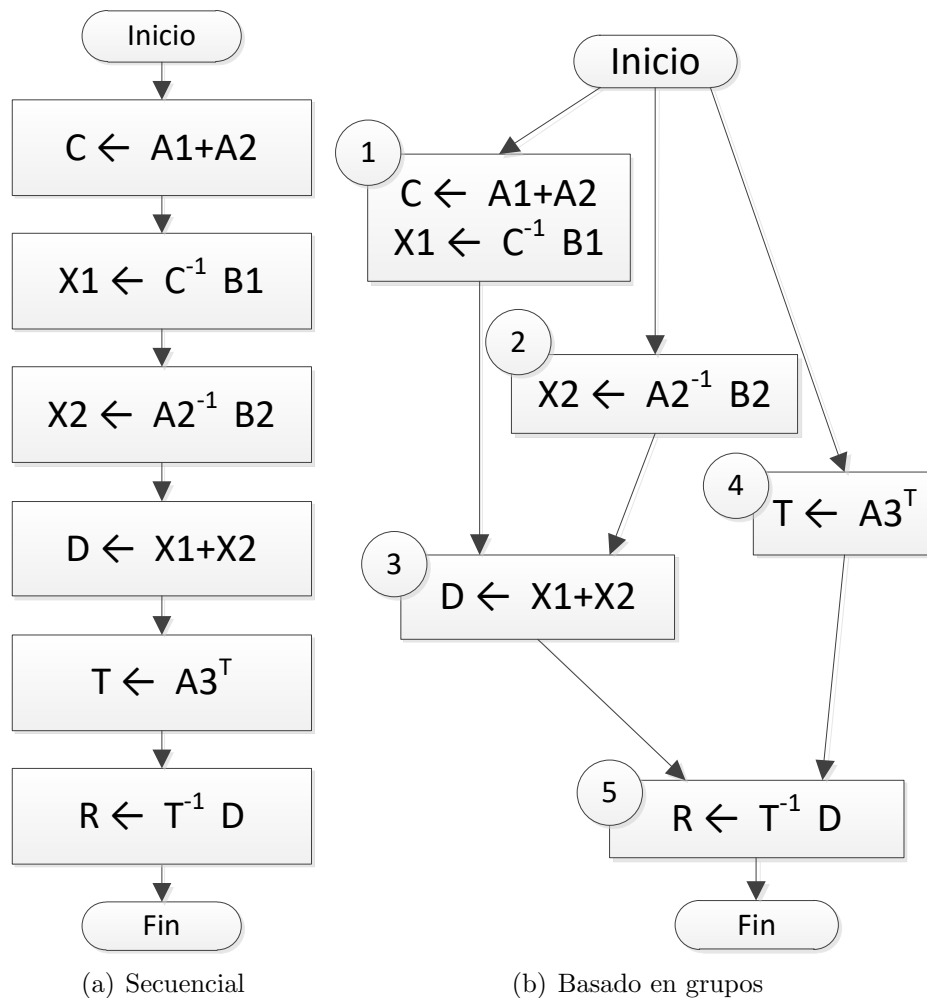 Inicio
C ← A1+A2
X1 ← C⁻¹ B1
X2 ← A2⁻¹ B2
D ← X1+X2
T ← A3ᵀ
R ← T⁻¹ D
Fin
(a) Secuencial
Inicio
1
C ← A1+A2
X1 ← C⁻¹ B1
2
X2 ← A2⁻¹ B2
4
T ← A3ᵀ
3
D ← X1+X2
5
R ← T⁻¹ D
Fin
(b) Basado en grupos